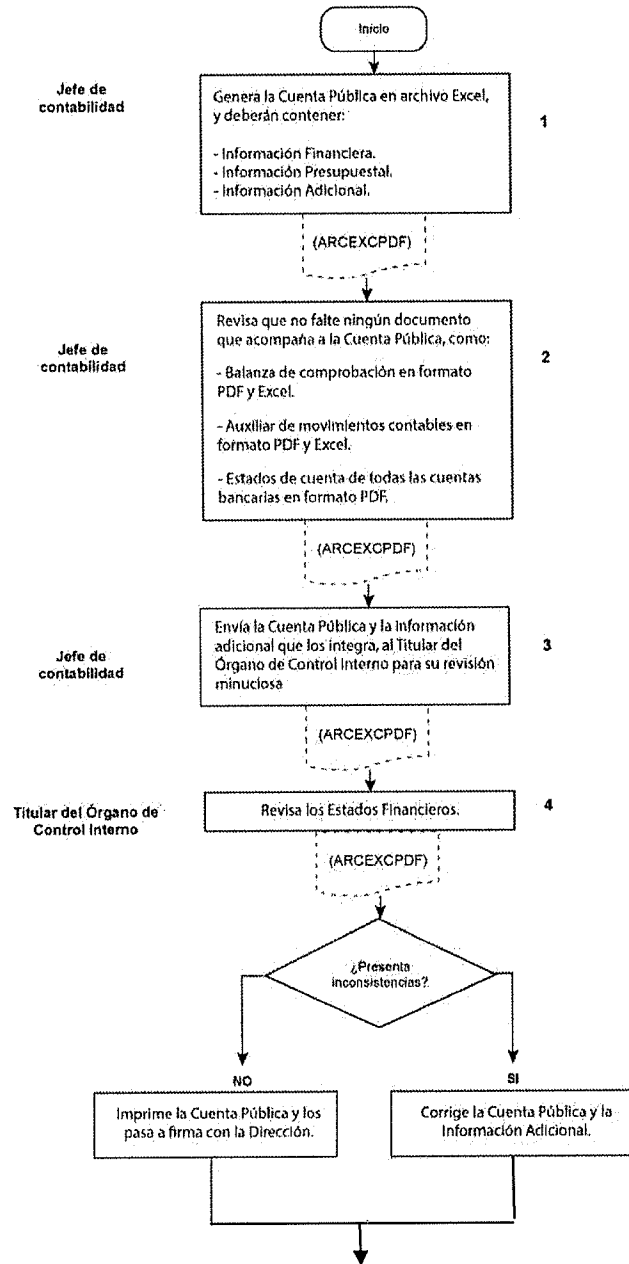 Inicio
Jefe de
contabilidad
Genera la Cuenta Pública en archivo Excel,
y deberán contener:
- Información Financiera.
- Información Presupuestal.
- Información Adicional.
1
(ARCEXCPDF)
Jefe de
contabilidad
Revisa que no falte ningún documento
que acompaña a la Cuenta Pública, como:
- Balanza de comprobación en formato
PDF y Excel.
- Auxiliar de movimientos contables en
formato PDF y Excel.
- Estados de cuenta de todas las cuentas
bancarias en formato PDF.
2
(ARCEXCPDF)
Jefe de
contabilidad
Envía la Cuenta Pública y la Información
adicional que los integra, al Titular del
Órgano de Control Interno para su revisión
minuciosa
3
(ARCEXCPDF)
Titular del Órgano de
Control Interno
Revisa los Estados Financieros.
4
(ARCEXCPDF)
¿Presenta
inconsistencias?
NO
SI
Imprime la Cuenta Pública y los
pasa a firma con la Dirección.
Corrige la Cuenta Pública y la
Información Adicional.